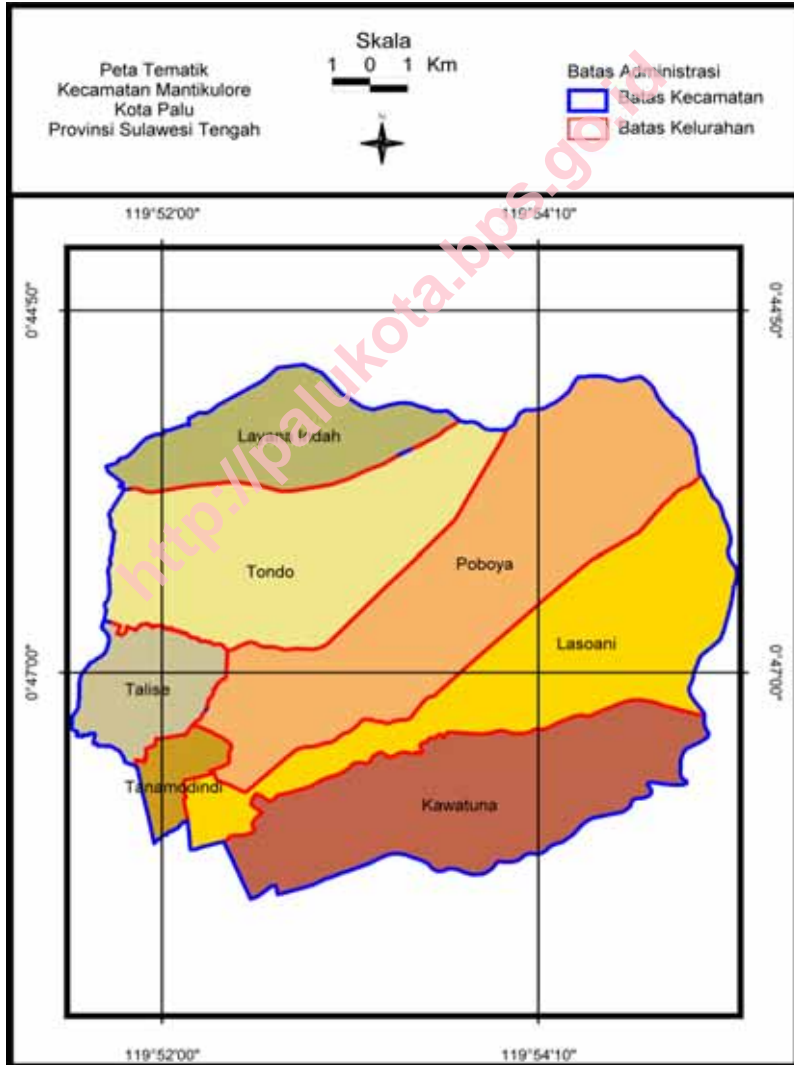 Peta Tematik
Kecamatan Mantikulore
Kota Palu
Provinsi Sulawesi Tengah
Skala
1 0 1 Km
N
Batas Administrasi
Batas Kecamatan
Batas Kelurahan
http://palukota.bps.go.id
119°52'00"
119°54'10"
0°44'50"
0°44'50"
Layana Indah
Tondo
Poboya
Lasoani
0°47'00"
0°47'00"
Talise
Tanamodindi
Kawatuna
119°52'00"
119°54'10"